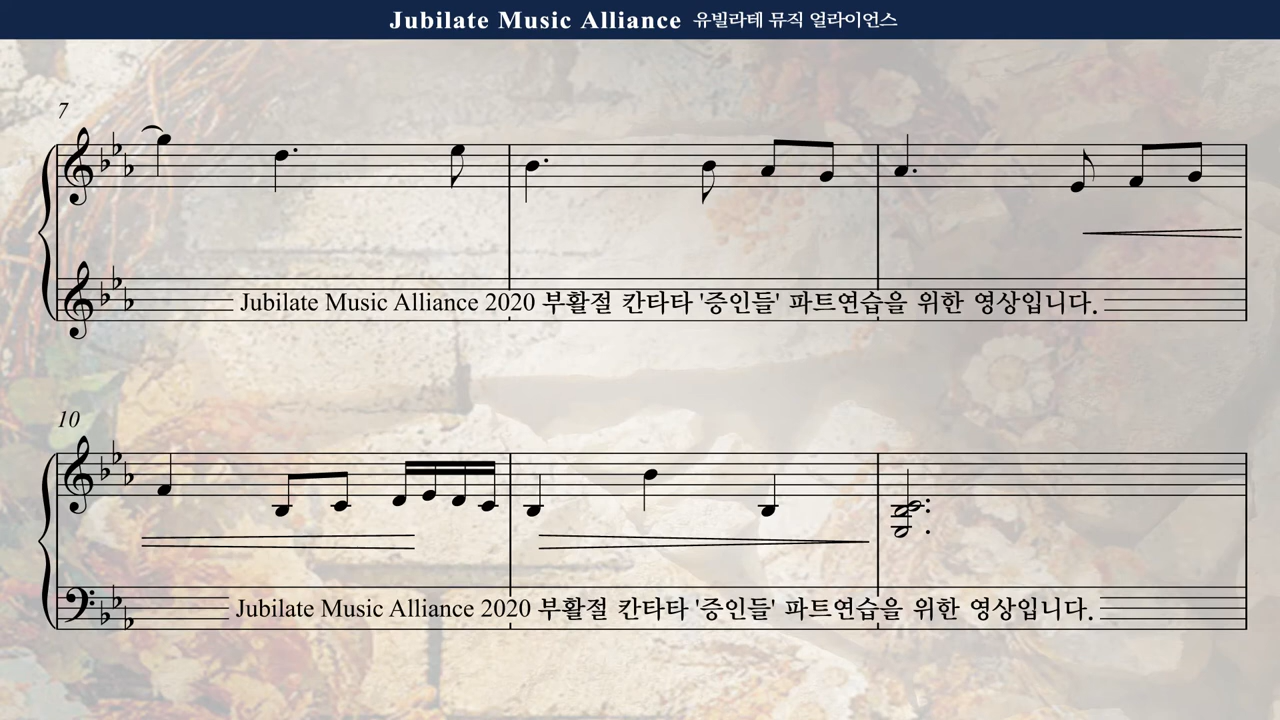 Jubilate Music Alliance 유빌라테 뮤직 얼라이언스
7
Jubilate Music Alliance 2020 부활절 칸타타 '증인들' 파트연습을 위한 영상입니다.
10
Jubilate Music Alliance 2020 부활절 칸타타 '증인들' 파트연습을 위한 영상입니다.